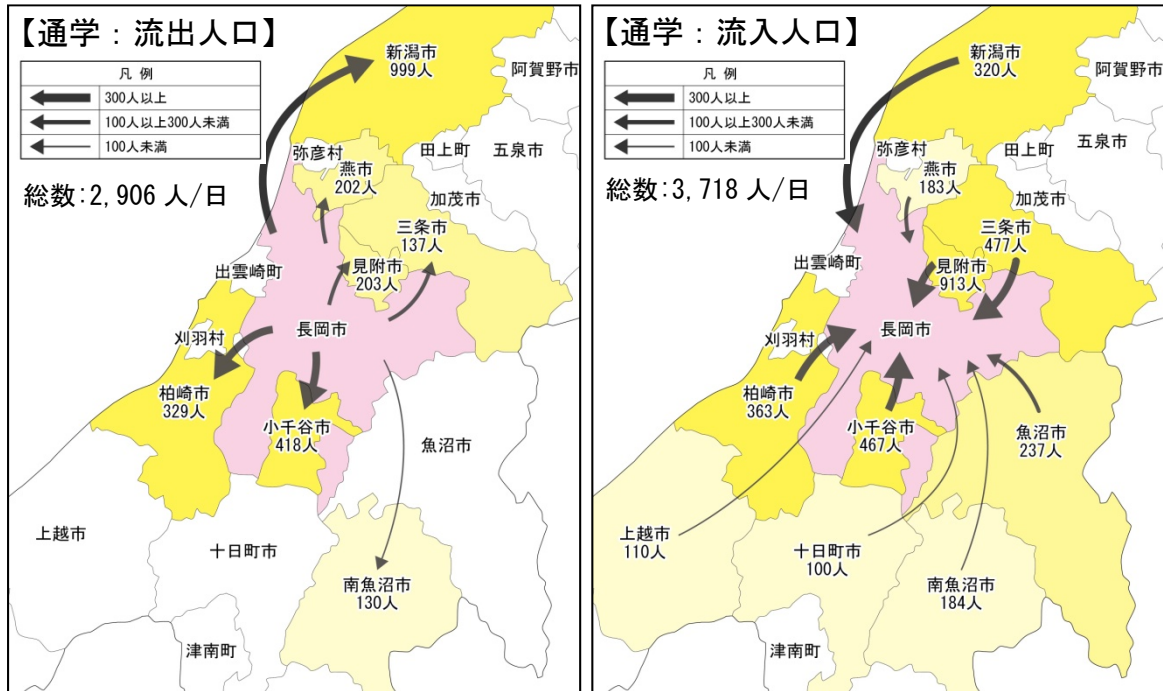 【通学：流出人口】
凡 例
300人以上
100人以上300人未満
100人未満
総数：2,906 人/日
新潟市
999人
阿賀野市
弥彦村
燕市
202人
田上町
五泉市
加茂市
三条市
137人
見附市
203人
出雲崎町
長岡市
刈羽村
柏崎市
329人
小千谷市
418人
魚沼市
上越市
十日町市
南魚沼市
130人
津南町
【通学：流入人口】
凡 例
300人以上
100人以上300人未満
100人未満
総数：3,718 人/日
新潟市
320人
阿賀野市
弥彦村
燕市
183人
田上町
五泉市
加茂市
三条市
477人
見附市
913人
出雲崎町
長岡市
刈羽村
柏崎市
363人
小千谷市
467人
魚沼市
237人
上越市
110人
十日町市
100人
南魚沼市
184人
津南町